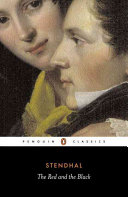 PENGUIN CLASSICS
STENDHAL
The Red and the Black